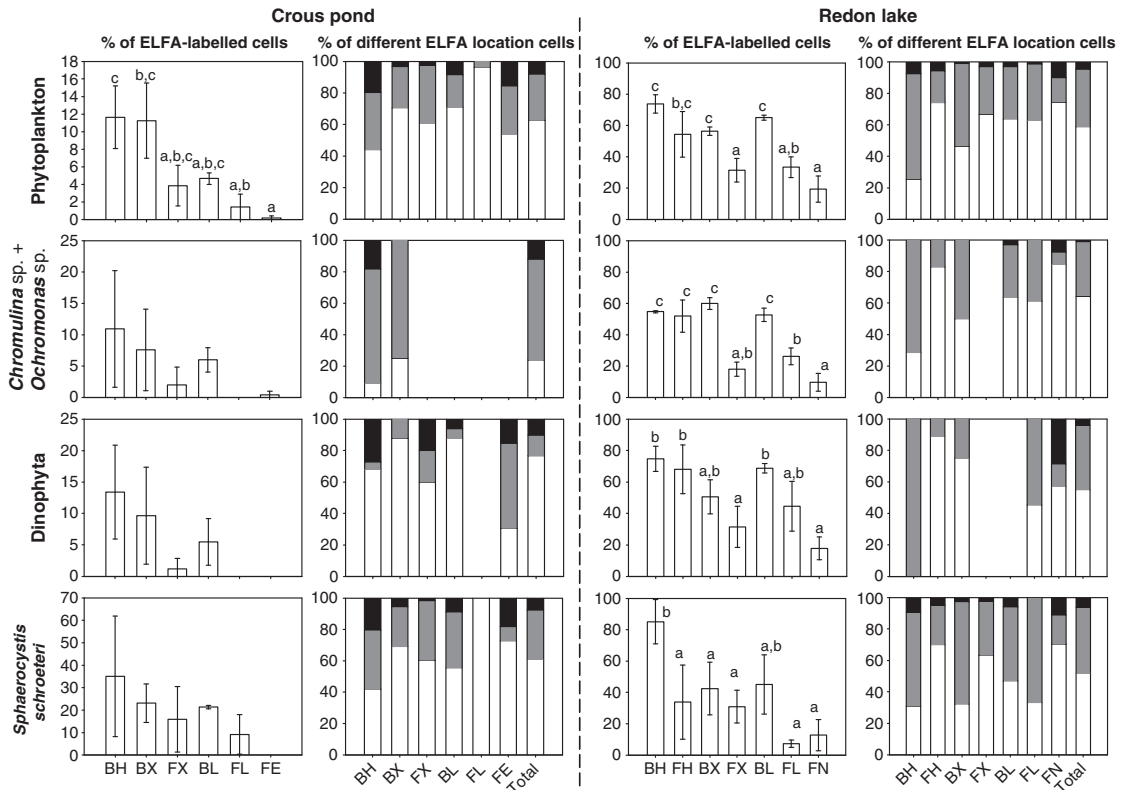 Crous pond
Redon lake
% of ELFA-labelled cells
% of different ELFA location cells
% of ELFA-labelled cells
% of different ELFA location cells
Phytoplankton
18
16
14
12
10
8
6
4
2
0
c
b,c
a,b,c
a,b,c
a,b
a
100
80
60
40
20
0
100
80
60
40
20
0
c
b,c
c
a
c
a,b
a
100
80
60
40
20
0
Chromulina sp. +
Ochromonas sp.
25
20
15
10
5
0
100
80
60
40
20
0
100
80
60
40
20
0
c
c
c
a,b
c
b
a
100
80
60
40
20
0
Dinophyta
25
20
15
10
5
0
100
80
60
40
20
0
100
80
60
40
20
0
b
b
a,b
a
b
a,b
a
100
80
60
40
20
0
Sphaerocystis
schroeteri
70
60
50
40
30
20
10
0
100
80
60
40
20
0
100
80
60
40
20
0
b
a
a
a
a,b
a
a
100
80
60
40
20
0
BH BX FX BL FL FE
BH BX FX BL FL FE Total
BH FH BX FX BL FL FN
BH FH BX FX BL FL FN Total